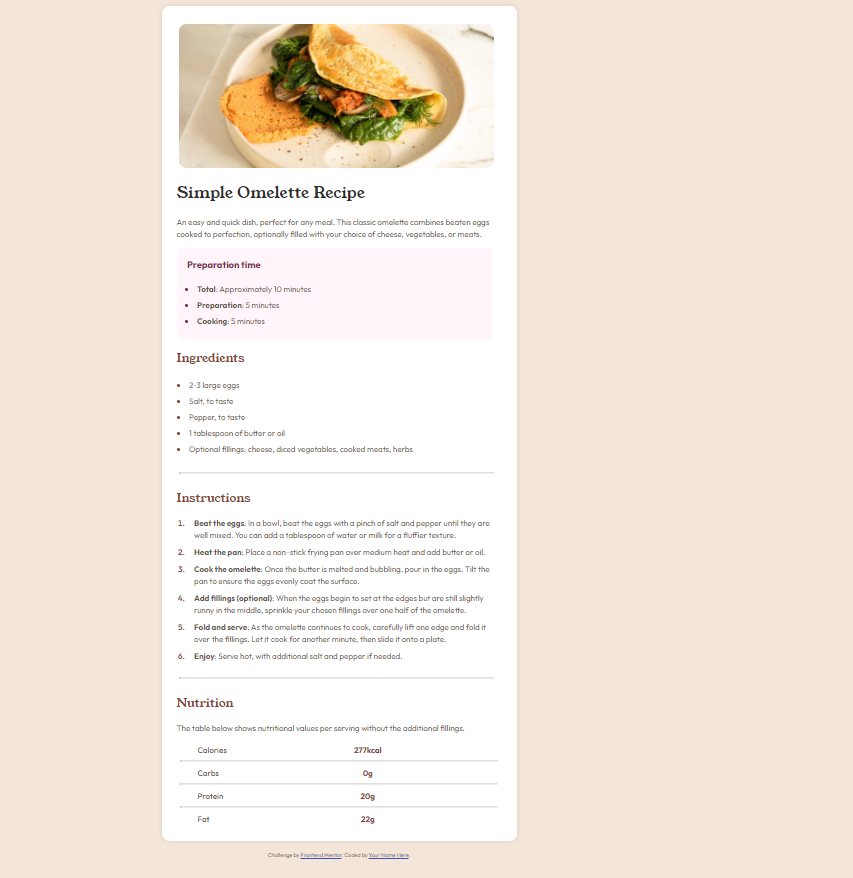 Simple Omelette Recipe
An easy and quick dish, perfect for any meal. This classic omelette combines beaten eggs
cooked to perfection, optionally filled with your choice of cheese, vegetables, or meats.
Preparation time
• Total: Approximately 10 minutes
• Preparation: 5 minutes
• Cooking: 5 minutes
Ingredients
• 2-3 large eggs
• Salt, to taste
• Pepper, to taste
• 1 tablespoon of butter or oil
• Optional fillings: cheese, diced vegetables, cooked meats, herbs
Instructions
1. Beat the eggs: In a bowl, beat the eggs with a pinch of salt and pepper until they are
well mixed. You can add a tablespoon of water or milk for a fluffier texture.
2. Heat the pan: Place a non-stick frying pan over medium heat and add butter or oil.
3. Cook the omelette: Once the butter is melted and bubbling, pour in the eggs. Tilt the
pan to ensure the eggs evenly coat the surface.
4. Add fillings (optional): When the eggs begin to set at the edges but are still slightly
runny in the middle, sprinkle your chosen fillings over one half of the omelette.
5. Fold and serve: As the omelette continues to cook, carefully lift one edge and fold it
over the fillings. Let it cook for another minute, then slide it onto a plate.
6. Enjoy: Serve hot, with additional salt and pepper if needed.
Nutrition
The table below shows nutritional values per serving without the additional fillings.
Calories 277kcal
Carbs 0g
Protein 20g
Fat 22g
Challenge by Frontend Mentor. Coded by Your Name Here.